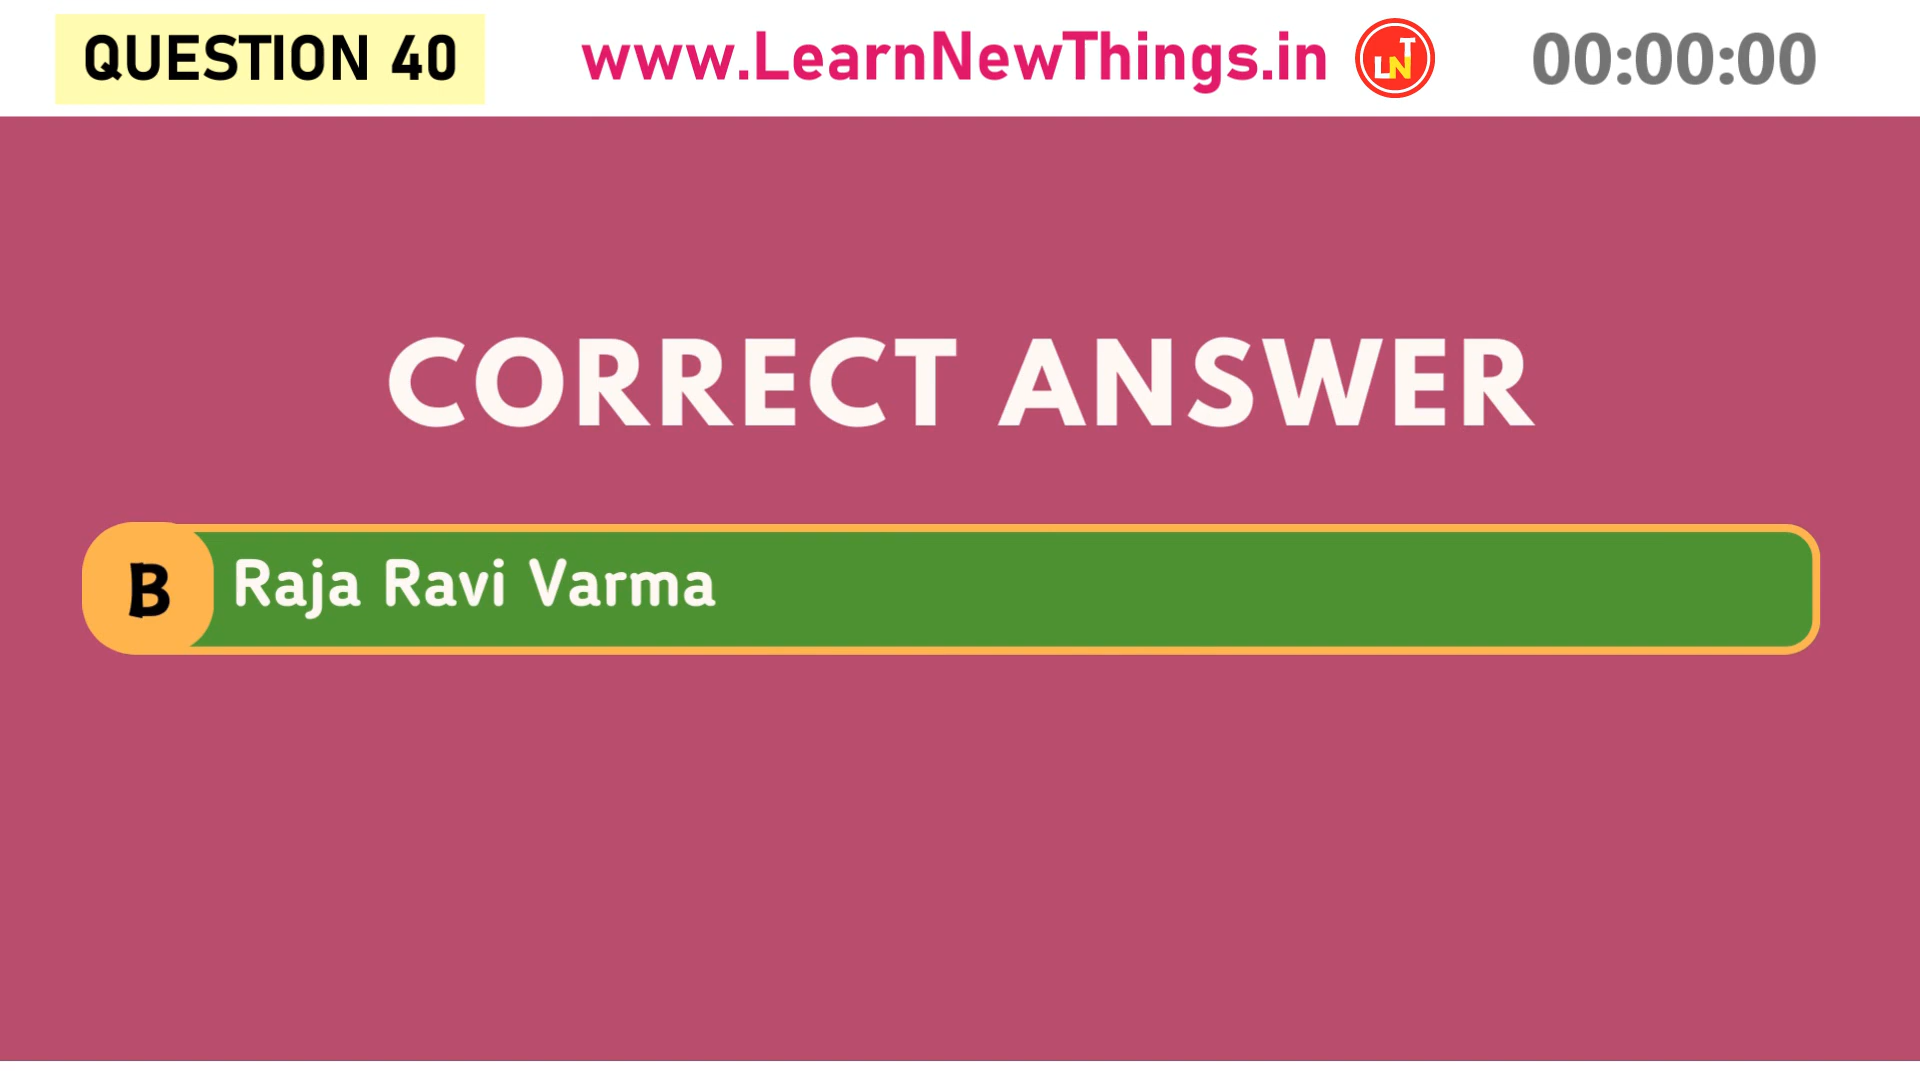 QUESTION 40
www.LearnNewThings.in
LNT
00:00:00
CORRECT ANSWER
B
Raja Ravi Varma